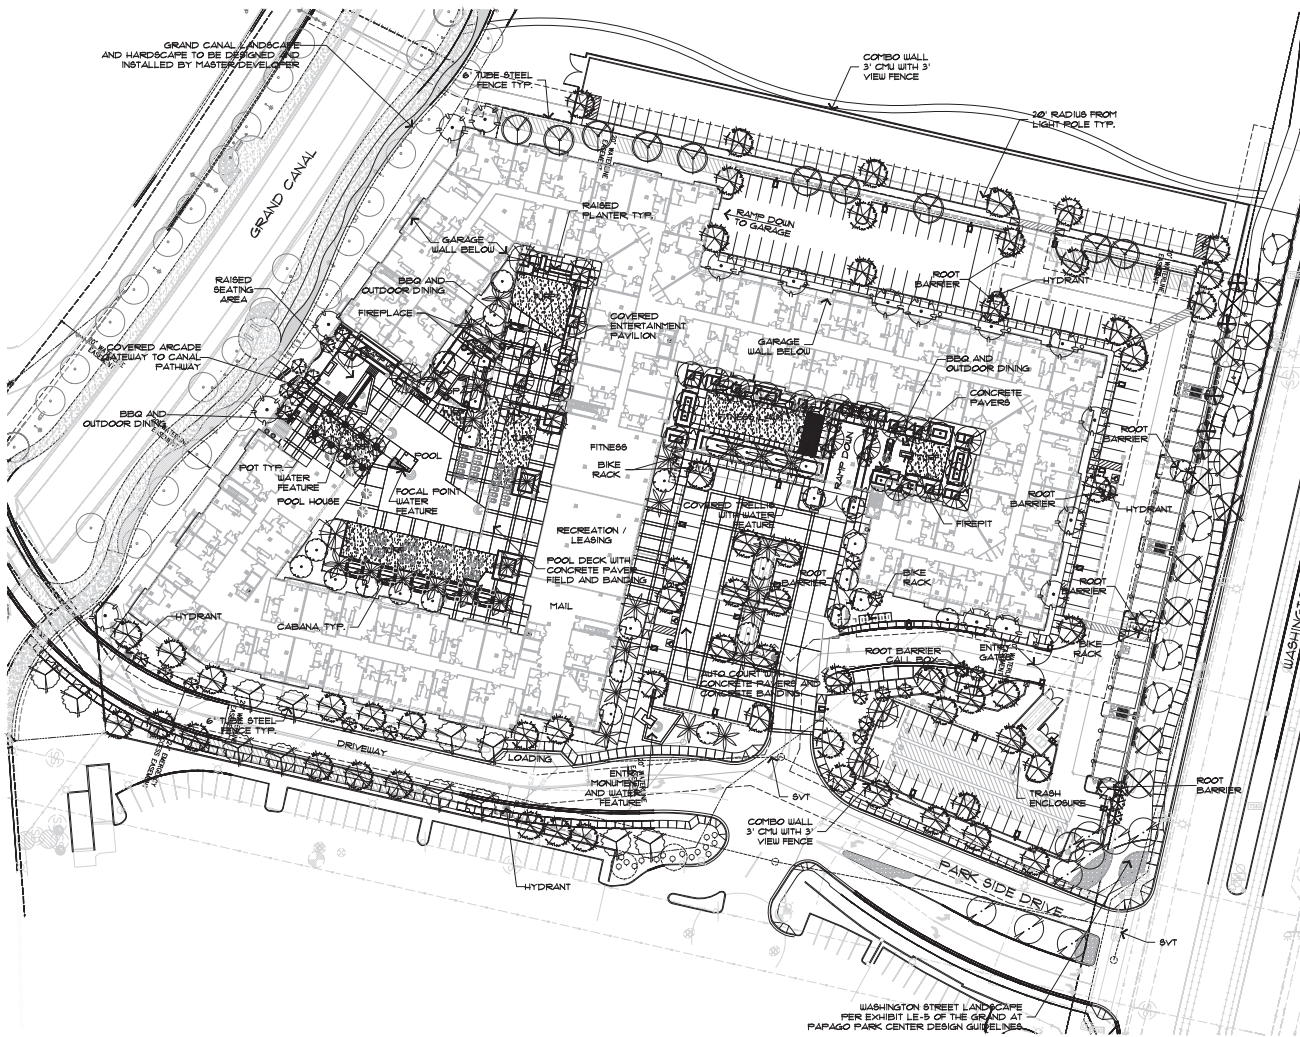 GRAND CANAL LANDSCAPE
AND HARDSCAPE TO BE DESIGNED AND
INSTALLED BY MASTER DEVELOPER
6' TUBE STEEL
FENCE TYP.
COMBO WALL
3' CMU WITH 3'
VIEW FENCE
20' RADIUS FROM
LIGHT POLE TYP.
GRAND CANAL
RAISED
PLANTER TYP.
RAMP DOWN
TO GARAGE
GARAGE
WALL BELOW
RAISED
SEATING
AREA
BBQ AND
OUTDOOR DINING
FIREPLACE
ROOT
BARRIER
HYDRANT
COVERED
ENTERTAINMENT
PAVILION
COVERED ARCADE
GATEWAY TO CANAL
PATHWAY
GARAGE
WALL BELOW
BBQ AND
OUTDOOR DINING
CONCRETE
PAVERS
BBQ AND
OUTDOOR DINING
ROOT
BARRIER
FITNESS
BIKE
RACK
RAMP DOWN
POOL
POT TYP.
WATER
FEATURE
POOL HOUSE
FOCAL POINT
WATER
FEATURE
ROOT
BARRIER
HYDRANT
COVERED TRELLIS
WITH WATER
FEATURE
FIREPIT
RECREATION /
LEASING
POOL DECK WITH
CONCRETE PAVER
FIELD AND BANDING
ROOT
BARRIER
BIKE
RACK
ROOT
BARRIER
MAIL
HYDRANT
CABANA TYP.
ROOT BARRIER
CALL BOX
ENTRY
GATE
BIKE
RACK
AUTO COURT WITH
CONCRETE PAVERS AND
CONCRETE BANDING
6' TUBE STEEL
FENCE TYP.
DRIVEWAY
LOADING
ENTRY
MONUMENT
AND WATER
FEATURE
SVT
TRASH
ENCLOSURE
ROOT
BARRIER
COMBO WALL
3' CMU WITH 3'
VIEW FENCE
HYDRANT
PARK SIDE DRIVE
SVT
WASHINGT
WASHINGTON STREET LANDSCAPE
PER EXHIBIT LE-5 OF THE GRAND AT
PAPAGO PARK CENTER DESIGN GUIDELINES